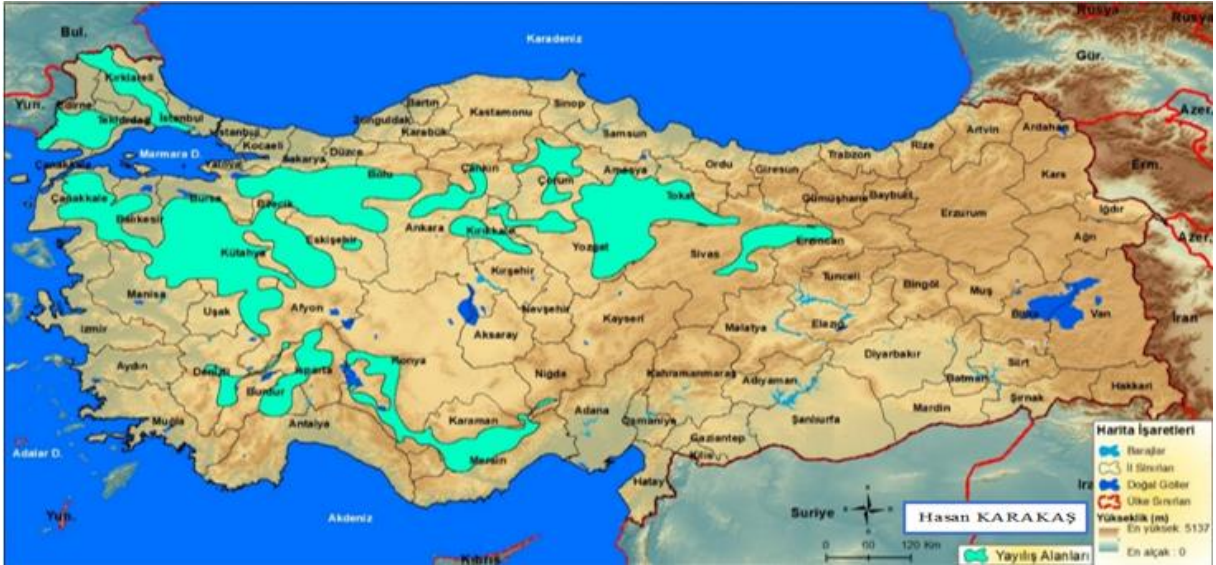 Rusya
Rusya
Bul.
Karadeniz
Gür.
Kırklareli
Yun.
Edirne
Tekirdağ
İstanbul
Bartın
Kastamonu
Sinop
Zonguldak
Karabük
Samsun
Artvin
Ardahan
Azer.
İstanbul
Kocaeli
Marmara D.
Yalova
Sakarya
Düzce
Ordu
Giresun
Trabzon
Rize
Erm.
Çanakkale
Bolu
Çankırı
Çorum
Amasya
Tokat
Kars
Çanakkale
Bursa
Bilecik
Gümüşhane
Bayburt
Balıkesir
Ankara
Kırıkkale
Erzurum
Iğdır
Eskişehir
Erzincan
Azer.
Kütahya
Yozgat
Sivas
Ağrı
Kırşehir
Tunceli
Bingöl
Muş
Manisa
Uşak
Afyon
Nevşehir
Kayseri
Van
İran
İzmir
Aksaray
Malatya
Elazığ
Diyarbakır
Siirt
Aydın
Denizli
Isparta
Konya
Niğde
Kahramanmaraş
Adıyaman
Batman
Hakkari
Burdur
Karaman
Adana
Osmaniye
Şanlıurfa
Mardin
Şırnak
Muğla
Antalya
Gaziantep
Kilis
Mersin
Hatay
Adalar D.
Harita İşaretleri
Barajlar
İl Sınırları
Doğal Göller
Ülke Sınırları
Yükseklik (m)
En yüksek: 5137
En alçak : 0
Yun.
Akdeniz
Suriye
Hasan KARAKAŞ
0 60 120 Km
Yayılış Alanları
Kıbrıs